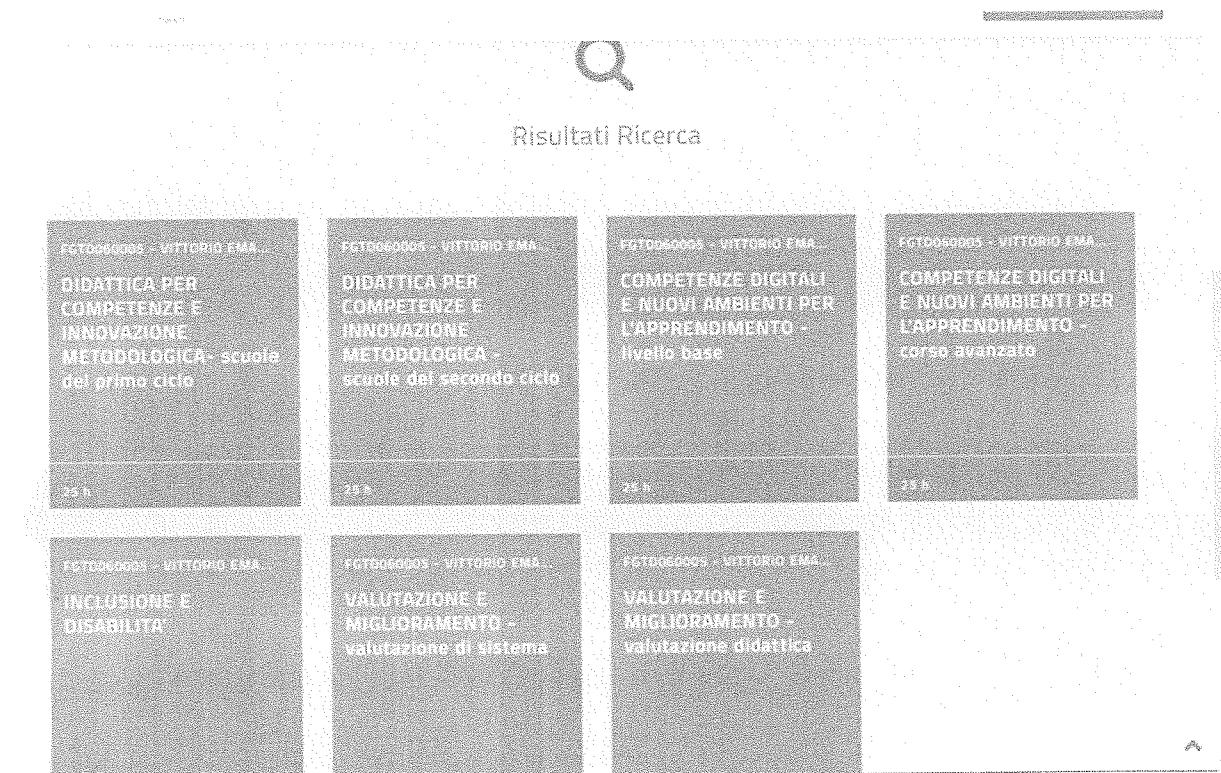 Risultati Ricerca
FGTD060005 - VITTORIO EMA...
DIDATTICA PER
COMPETENZE E
INNOVAZIONE
METODOLOGICA- scuole
del primo ciclo
25 h
FGTD060005 - VITTORIO EMA...
DIDATTICA PER
COMPETENZE E
INNOVAZIONE
METODOLOGICA -
scuole del secondo ciclo
25 h
FGTD060005 - VITTORIO EMA...
COMPETENZE DIGITALI
E NUOVI AMBIENTI PER
L'APPRENDIMENTO -
livello base
25 h
FGTD060005 - VITTORIO EMA...
COMPETENZE DIGITALI
E NUOVI AMBIENTI PER
L'APPRENDIMENTO -
corso avanzato
25 h
FGTD060005 - VITTORIO EMA...
INCLUSIONE E
DISABILITA'
FGTD060005 - VITTORIO EMA...
VALUTAZIONE E
MIGLIORAMENTO -
valutazione di sistema
FGTD060005 - VITTORIO EMA...
VALUTAZIONE E
MIGLIORAMENTO -
valutazione didattica